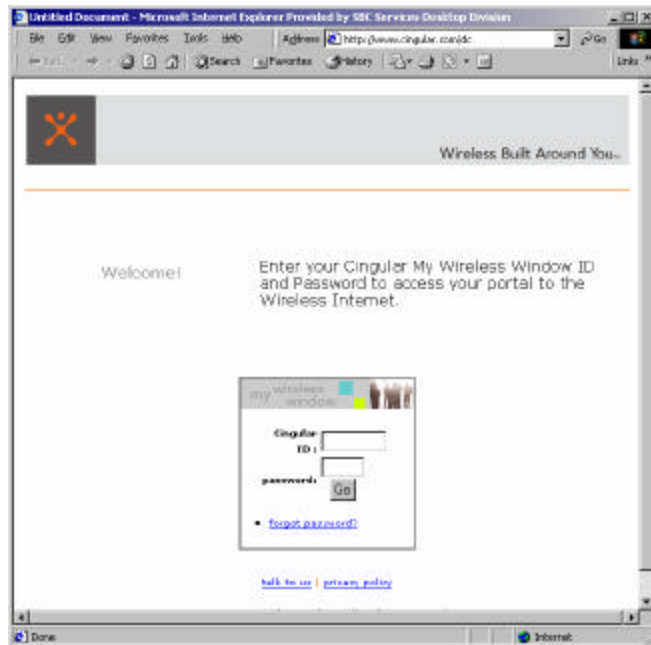 Untitled Document - Microsoft Internet Explorer Provided by SBC Services Desktop Division
File Edit View Favorites Tools Help Address http://www.cingular.com/dc Go
Search Favorites History Links
Wireless Built Around You
Welcome!
Enter your Cingular My Wireless Window ID
and Password to access your portal to the
Wireless Internet.
my wireless
window
Cingular
ID :
password:
Go
forgot password?
talk to us | privacy policy
Done Internet